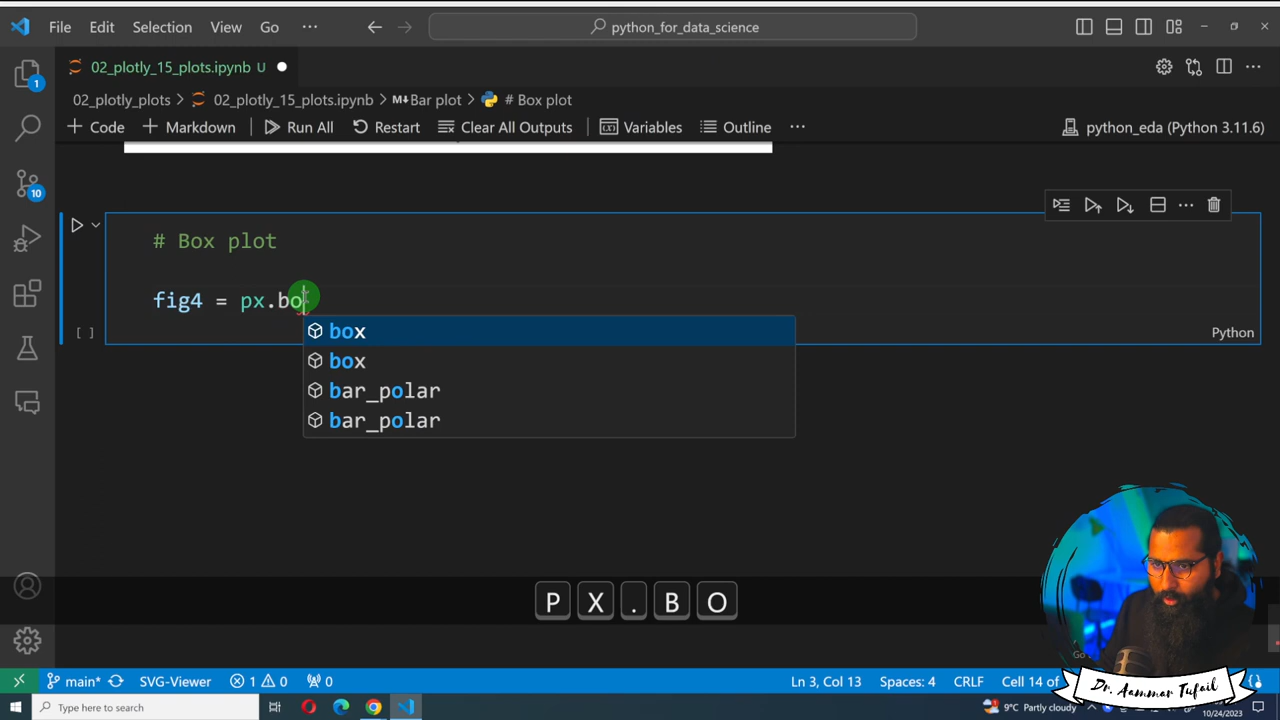 File Edit Selection View Go ··· python_for_data_science
02_plotly_15_plots.ipynb U
02_plotly_plots > 02_plotly_15_plots.ipynb > M↓Bar plot > # Box plot
+ Code + Markdown Run All Restart Clear All Outputs Variables Outline ··· python_eda (Python 3.11.6)
1
10
# Box plot
fig4 = px.bo
[ ] Python
box
box
bar_polar
bar_polar
P X . B O
Dr. Aammar Tufail
main* SVG-Viewer 1 0 0 Ln 3, Col 13 Spaces: 4 CRLF Cell 14 of
Type here to search 9°C Partly cloudy
10/24/2023